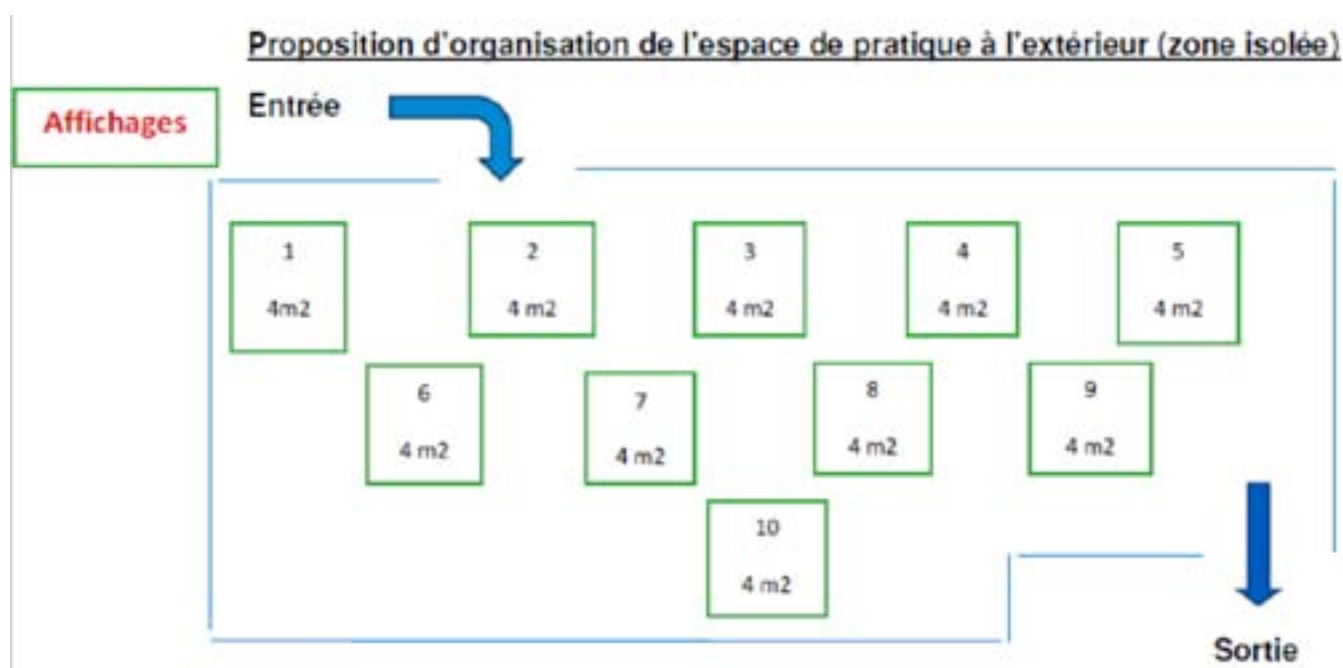 Proposition d'organisation de l'espace de pratique à l'extérieur (zone isolée)
Affichages
Entrée
1
4m2
2
4 m2
3
4 m2
4
4 m2
5
4 m2
6
4 m2
7
4 m2
8
4 m2
9
4 m2
10
4 m2
Sortie